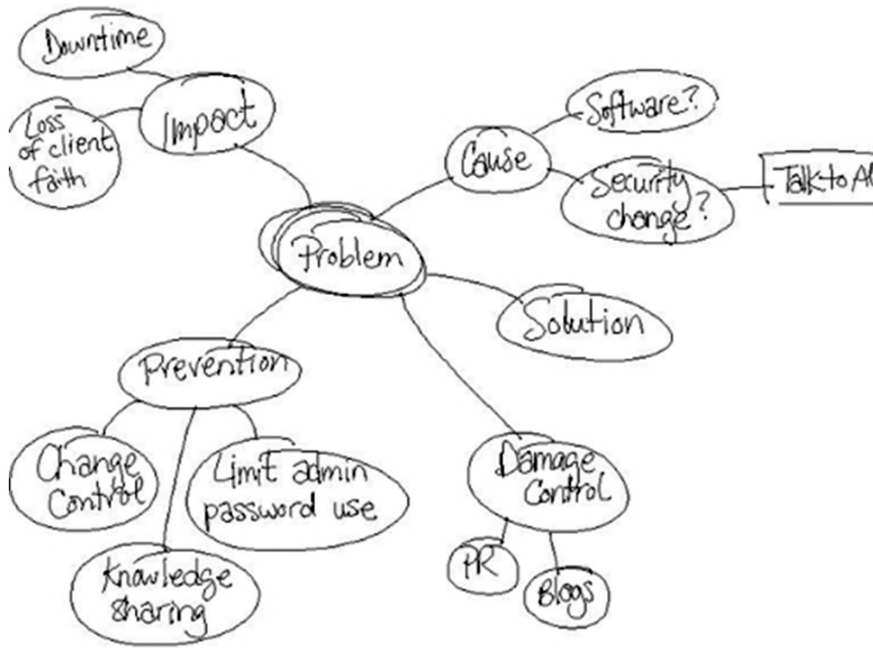 Downtime
Impact
Loss
of client
faith
Software?
Cause
Security
change?
Talk to
Problem
Solution
Prevention
Change
Control
Limit admin
password use
Knowledge
sharing
Damage
Control
PR
Blogs